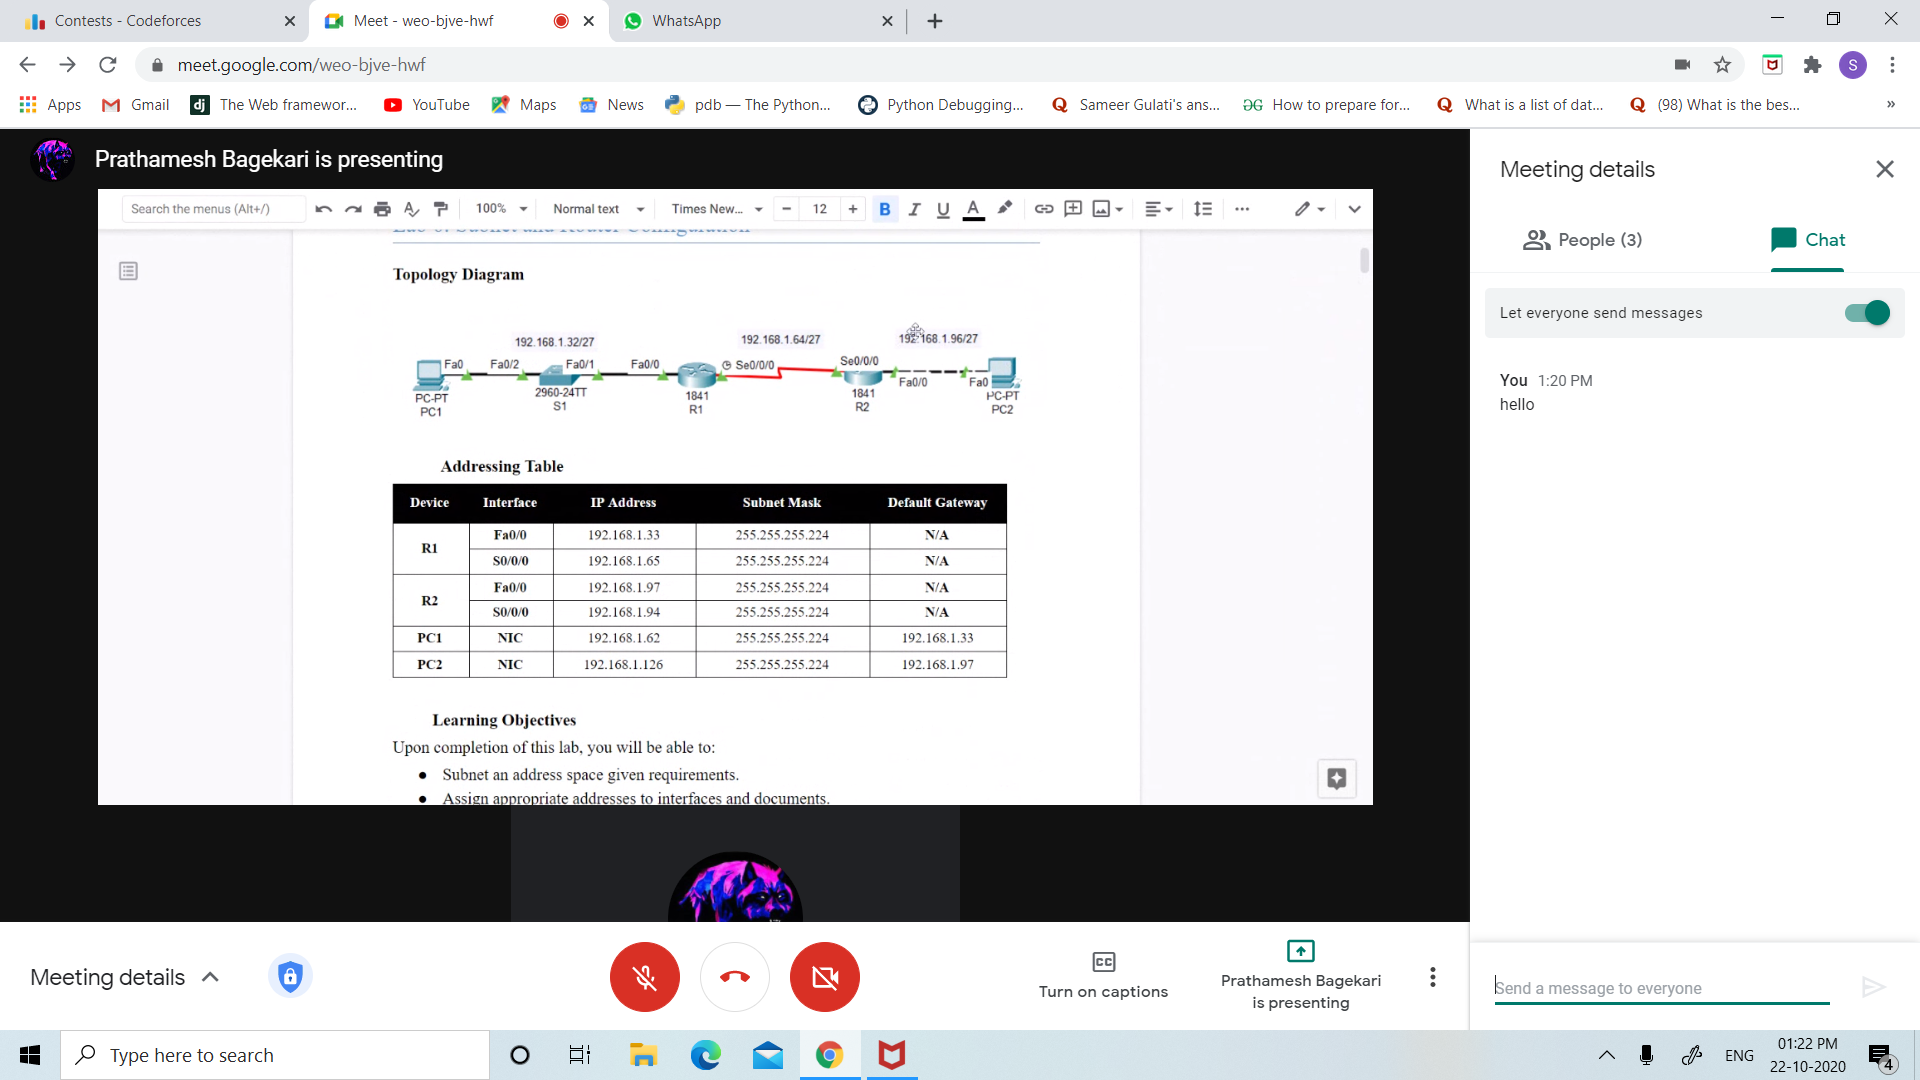 Contests - Codeforces
Meet - weo-bjve-hwf
WhatsApp
meet.google.com/weo-bjve-hwf
S
Apps
Gmail
dj The Web framewor...
YouTube
Maps
News
pdb — The Python...
Python Debugging...
Sameer Gulati's ans...
How to prepare for...
What is a list of dat...
(98) What is the bes...
»
Prathamesh Bagekari is presenting
Search the menus (Alt+/)
100%
Normal text
Times New...
− 12 +
B I U A
Topology Diagram
192.168.1.32/27
192.168.1.64/27
192.168.1.96/27
Fa0 Fa0/2 Fa0/1 Fa0/0 Se0/0/0 Se0/0/0 Fa0/0 Fa0
PC-PT
PC1
2960-24TT
S1
1841
R1
1841
R2
PC-PT
PC2
Addressing Table
Device Interface IP Address Subnet Mask Default Gateway
R1 Fa0/0 192.168.1.33 255.255.255.224 N/A
S0/0/0 192.168.1.65 255.255.255.224 N/A
R2 Fa0/0 192.168.1.97 255.255.255.224 N/A
S0/0/0 192.168.1.94 255.255.255.224 N/A
PC1 NIC 192.168.1.62 255.255.255.224 192.168.1.33
PC2 NIC 192.168.1.126 255.255.255.224 192.168.1.97
Learning Objectives
Upon completion of this lab, you will be able to:
● Subnet an address space given requirements.
● Assign appropriate addresses to interfaces and documents.
Meeting details
People (3)
Chat
Let everyone send messages
You 1:20 PM
hello
Send a message to everyone
Meeting details
CC
Turn on captions
Prathamesh Bagekari
is presenting
Type here to search
ENG
01:22 PM
22-10-2020
4